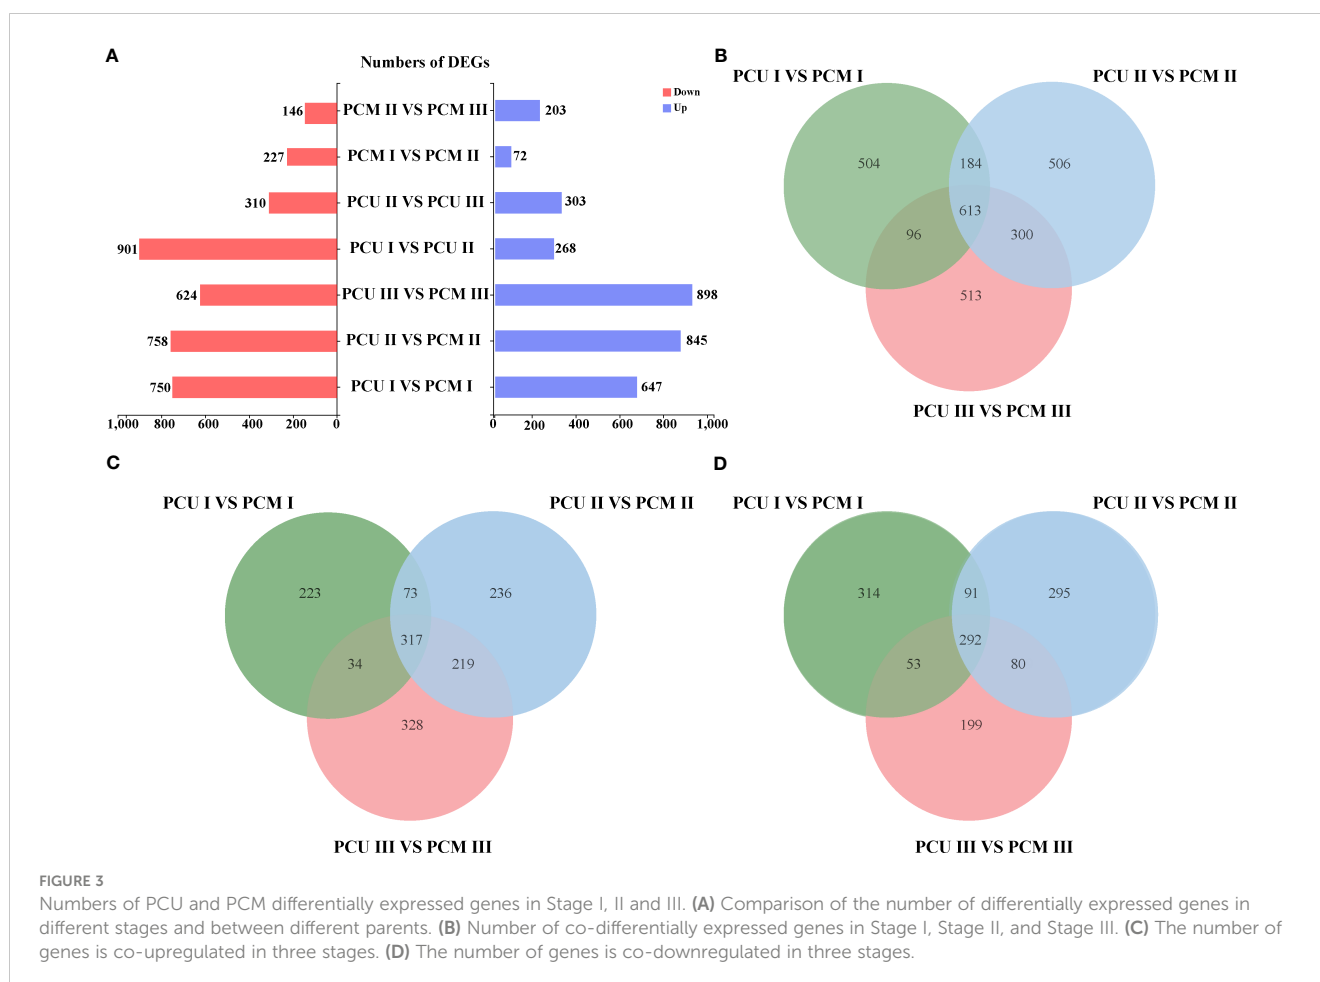 A
Numbers of DEGs
Down
Up
146 PCM II VS PCM III 203
227 PCM I VS PCM II 72
310 PCU II VS PCU III 303
901 PCU I VS PCU II 268
624 PCU III VS PCM III 898
758 PCU II VS PCM II 845
750 PCU I VS PCM I 647
1,000 800 600 400 200 0 0 200 400 600 800 1,000
B
PCU I VS PCM I
PCU II VS PCM II
504 184 506
613
96 300
513
PCU III VS PCM III
C
PCU I VS PCM I
PCU II VS PCM II
223 73 236
317
34 219
328
PCU III VS PCM III
D
PCU I VS PCM I
PCU II VS PCM II
314 91 295
292
53 80
199
PCU III VS PCM III
FIGURE 3
Numbers of PCU and PCM differentially expressed genes in Stage I, II and III. (A) Comparison of the number of differentially expressed genes in
different stages and between different parents. (B) Number of co-differentially expressed genes in Stage I, Stage II, and Stage III. (C) The number of
genes is co-upregulated in three stages. (D) The number of genes is co-downregulated in three stages.